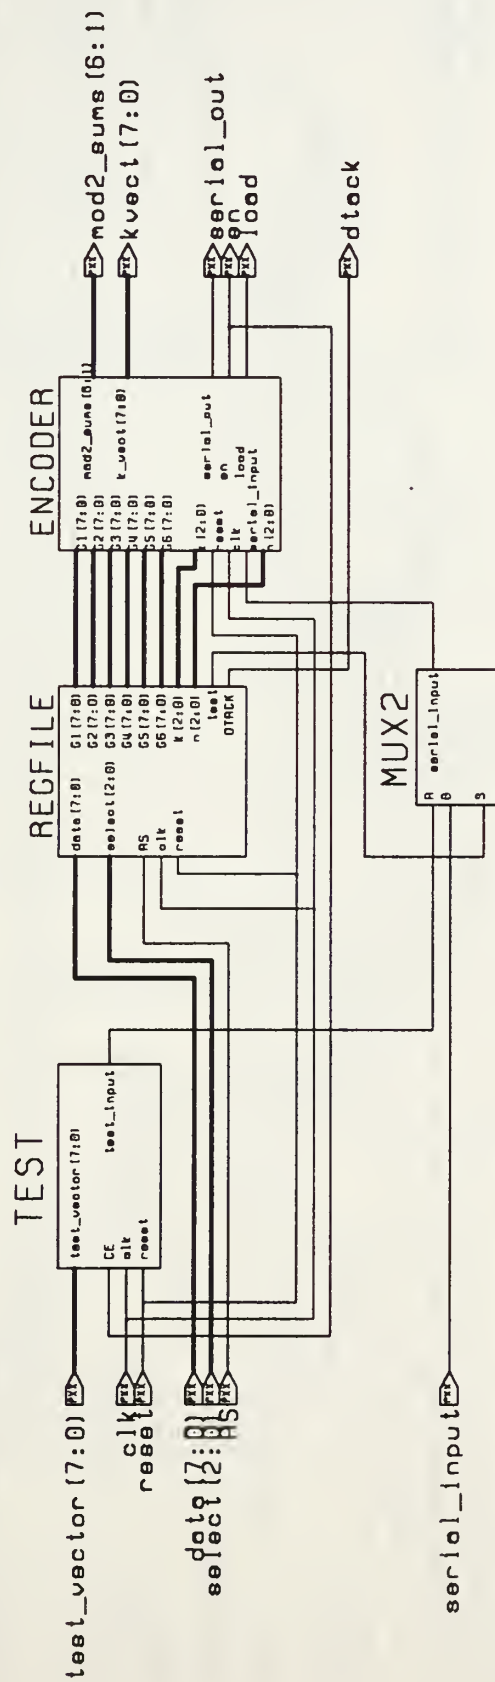 TEST
REGFILE
ENCODER
MUX2
test_vector(7:0)
clk
reset
data(7:0)
select(2:0)
AS
serial_input
test_vector(7:0)
CE
clk
reset
test_input
data(7:0)
select(2:0)
AS
clk
reset
G1(7:0)
G2(7:0)
G3(7:0)
G4(7:0)
G5(7:0)
G6(7:0)
k(2:0)
n(2:0)
test
DTACK
G1(7:0)
G2(7:0)
G3(7:0)
G4(7:0)
G5(7:0)
G6(7:0)
k(2:0)
reset
clk
serial_input
n(2:0)
mod2_sums(6:1)
k_vect(7:0)
serial_out
en
load
A
B
S
serial_input
mod2_sums(6:1)
kvect(7:0)
serial_out
en
load
dtack